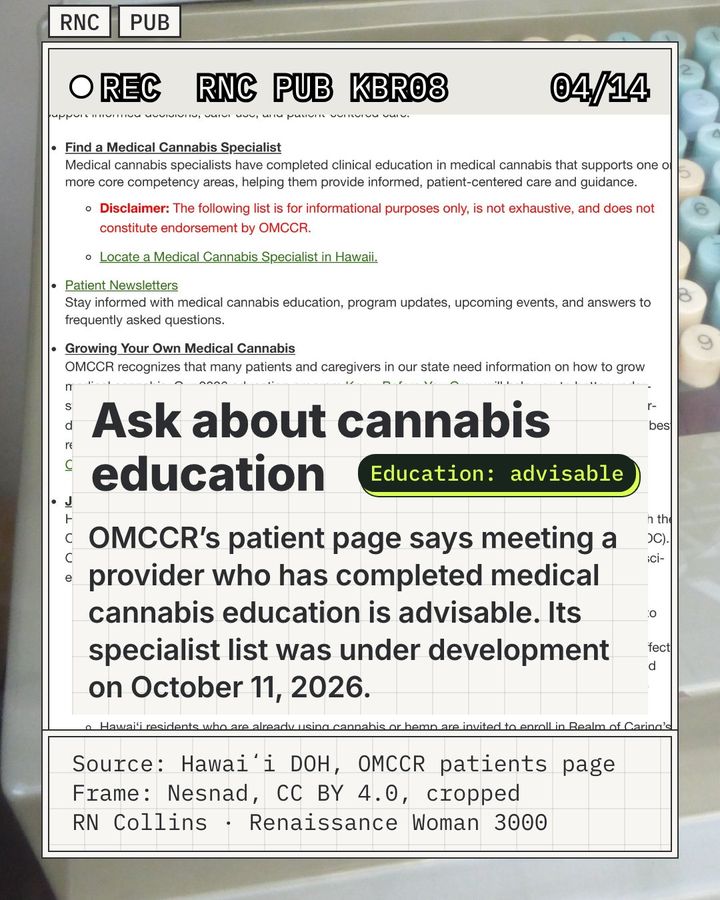 RNC PUB
REC RNC PUB KBR08 04/14
support informed decisions, safer use, and patient-centered care.
• Find a Medical Cannabis Specialist
Medical cannabis specialists have completed clinical education in medical cannabis that supports one or
more core competency areas, helping them provide informed, patient-centered care and guidance.
Disclaimer: The following list is for informational purposes only, is not exhaustive, and does not
constitute endorsement by OMCCR.
Locate a Medical Cannabis Specialist in Hawaii.
• Patient Newsletters
Stay informed with medical cannabis education, program updates, upcoming events, and answers to
frequently asked questions.
• Growing Your Own Medical Cannabis
OMCCR recognizes that many patients and caregivers in our state need information on how to grow
Ask about cannabis
education
Education: advisable
OMCCR’s patient page says meeting a
provider who has completed medical
cannabis education is advisable. Its
specialist list was under development
on October 11, 2026.
Hawaiʻi residents who are already using cannabis or hemp are invited to enroll in Realm of Caring's
Source: Hawaiʻi DOH, OMCCR patients page
Frame: Nesnad, CC BY 4.0, cropped
RN Collins · Renaissance Woman 3000
2
5
8
9